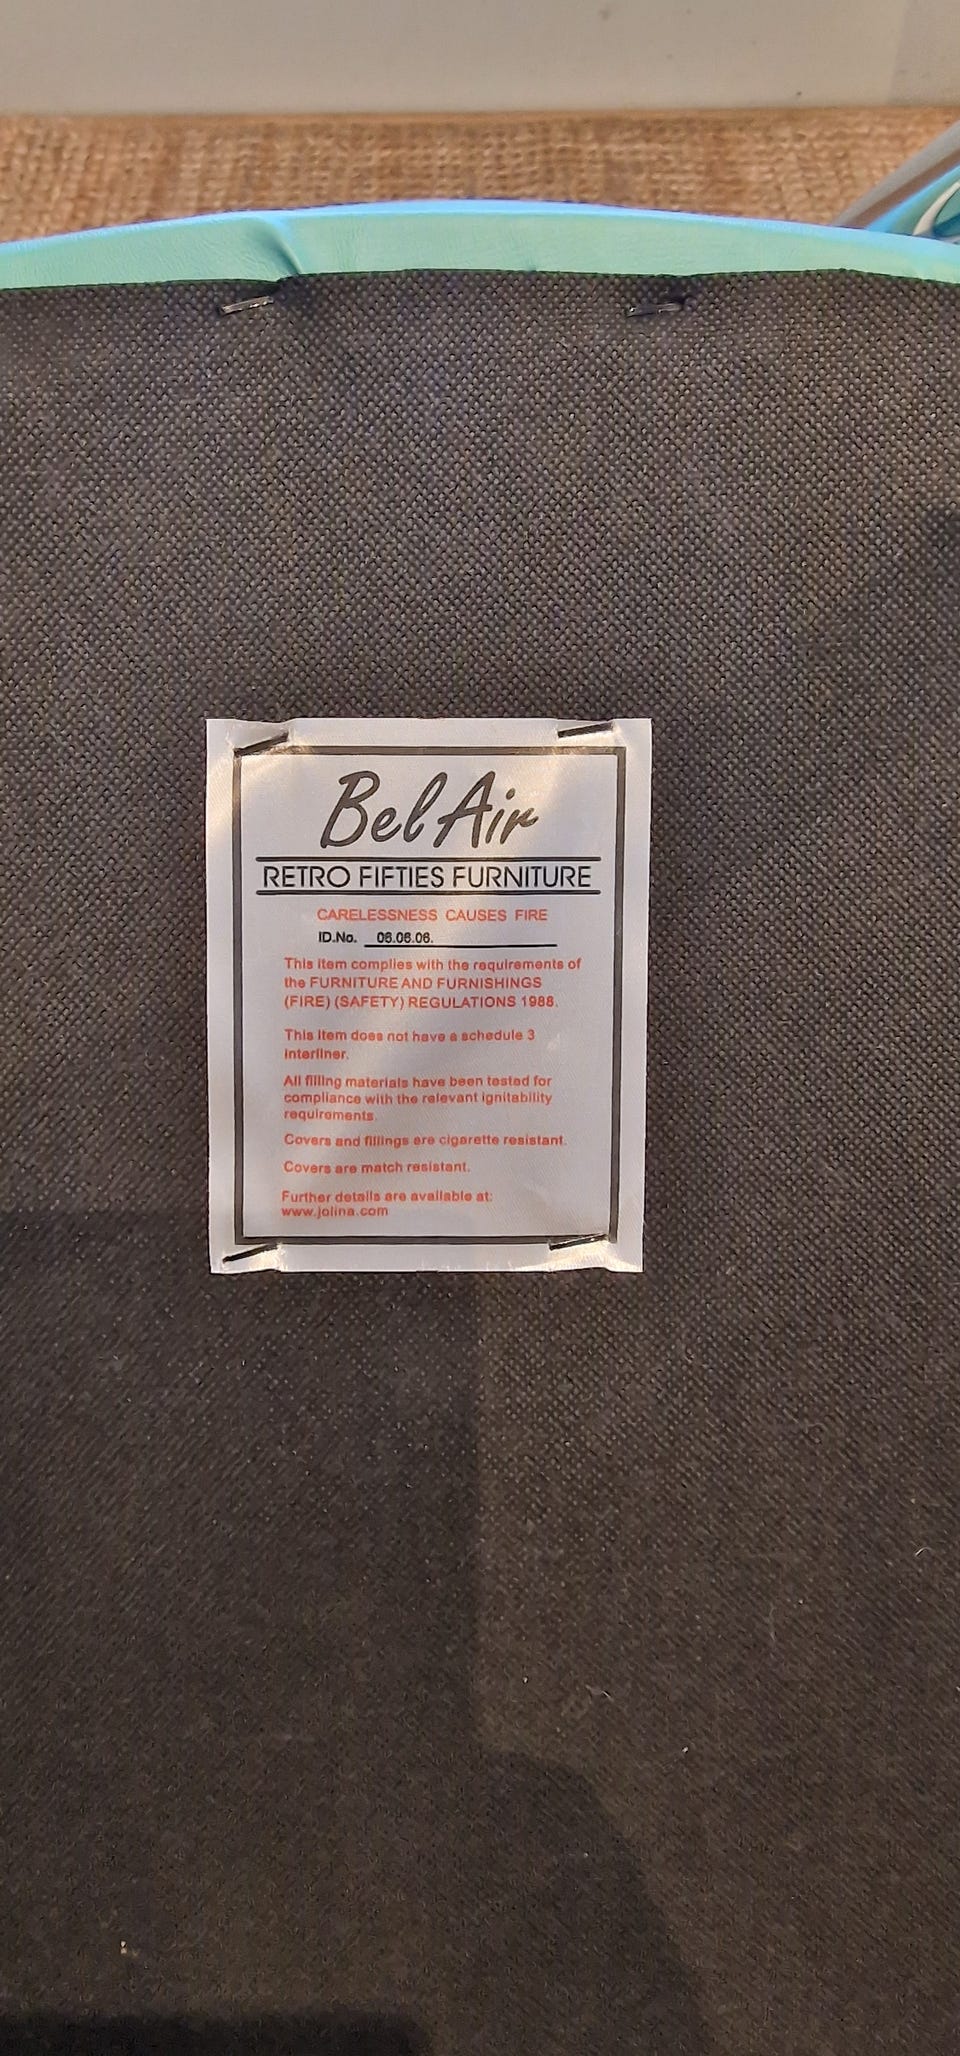 Bel Air
RETRO FIFTIES FURNITURE
CARELESSNESS CAUSES FIRE
ID.No. 06.06.06.
This item complies with the requirements of
the FURNITURE AND FURNISHINGS
(FIRE) (SAFETY) REGULATIONS 1988.
This item does not have a schedule 3
interliner.
All filling materials have been tested for
compliance with the relevant ignitability
requirements.
Covers and fillings are cigarette resistant.
Covers are match resistant.
Further details are available at:
www.jolina.com